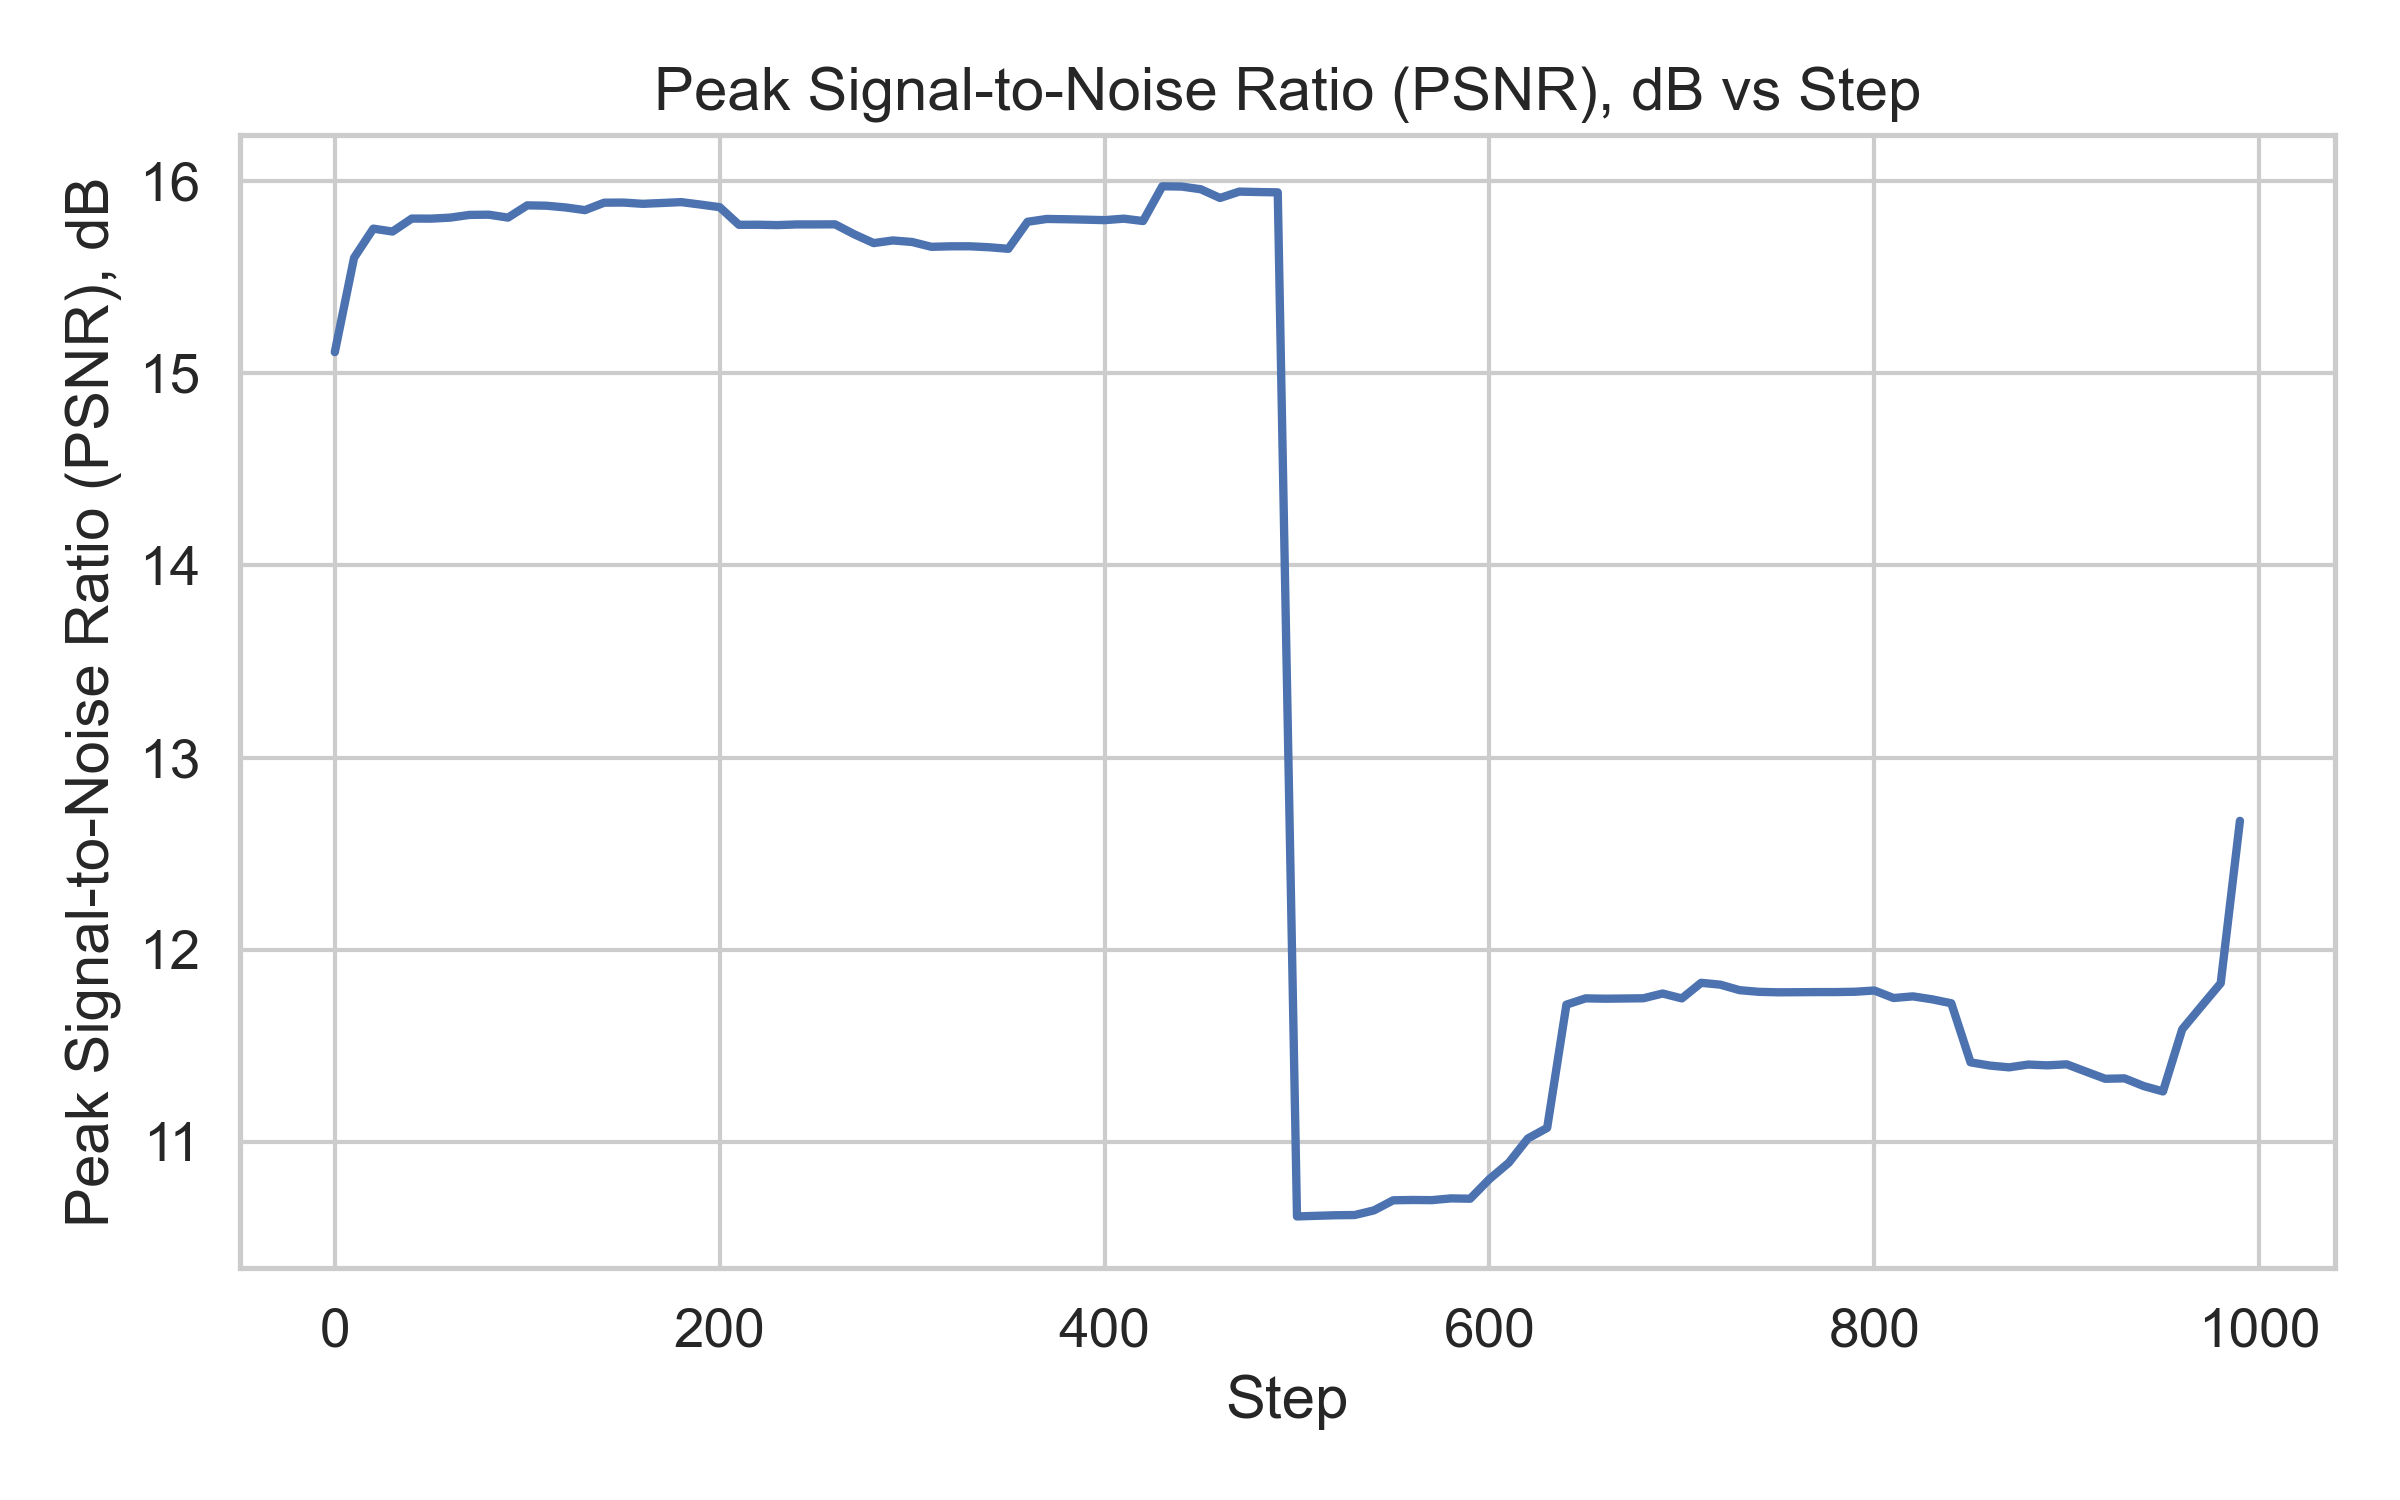 Peak Signal-to-Noise Ratio (PSNR), dB vs Step
Peak Signal-to-Noise Ratio (PSNR), dB
16
15
14
13
12
11
0 200 400 600 800 1000
Step